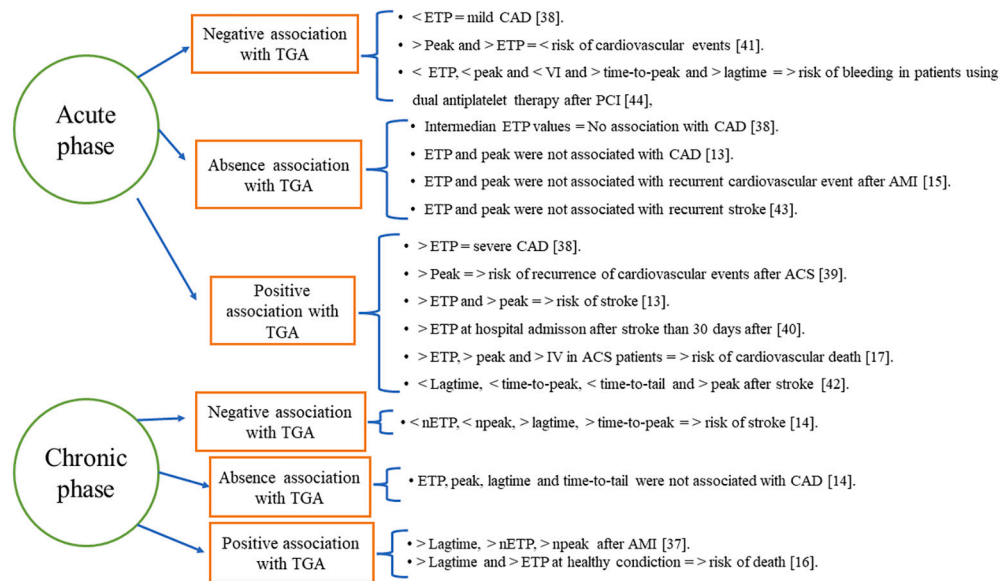 Acute
phase
Negative association
with TGA
• < ETP = mild CAD [38].
• > Peak and > ETP = < risk of cardiovascular events [41].
• < ETP, < peak and < VI and > time-to-peak and > lagtime = > risk of bleeding in patients using
dual antiplatelet therapy after PCI [44],
Absence association
with TGA
• Intermedian ETP values = No association with CAD [38].
• ETP and peak were not associated with CAD [13].
• ETP and peak were not associated with recurrent cardiovascular event after AMI [15].
• ETP and peak were not associated with recurrent stroke [43].
Positive
association with
TGA
• > ETP = severe CAD [38].
• > Peak = > risk of recurrence of cardiovascular events after ACS [39].
• > ETP and > peak = > risk of stroke [13].
• > ETP at hospital admisson after stroke than 30 days after [40].
• > ETP, > peak and > IV in ACS patients = > risk of cardiovascular death [17].
• < Lagtime, < time-to-peak, < time-to-tail and > peak after stroke [42].
Chronic
phase
Negative association
with TGA
• < nETP, < npeak, > lagtime, > time-to-peak = > risk of stroke [14].
Absence association
with TGA
• ETP, peak, lagtime and time-to-tail were not associated with CAD [14].
Positive association
with TGA
• > Lagtime, > nETP, > npeak after AMI [37].
• > Lagtime and > ETP at healthy condiction = > risk of death [16].